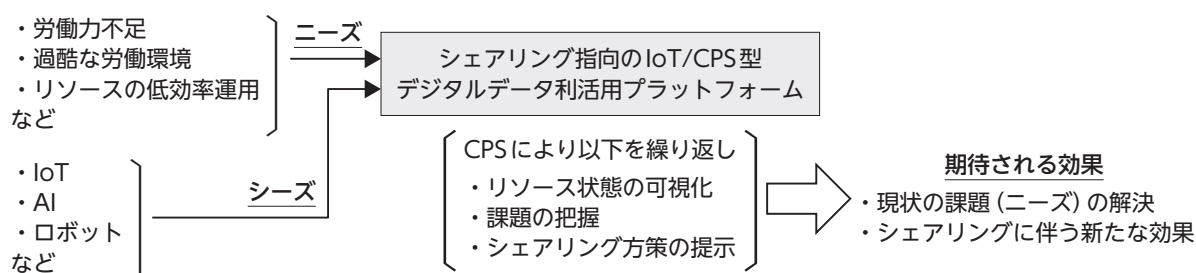 ・労働力不足
・過酷な労働環境
・リソースの低効率運用
など
ニーズ
・IoT
・AI
・ロボット
など
シーズ
シェアリング指向のIoT/CPS型
デジタルデータ利活用プラットフォーム
CPSにより以下を繰り返し
・リソース状態の可視化
・課題の把握
・シェアリング方策の提示
期待される効果
・現状の課題（ニーズ）の解決
・シェアリングに伴う新たな効果